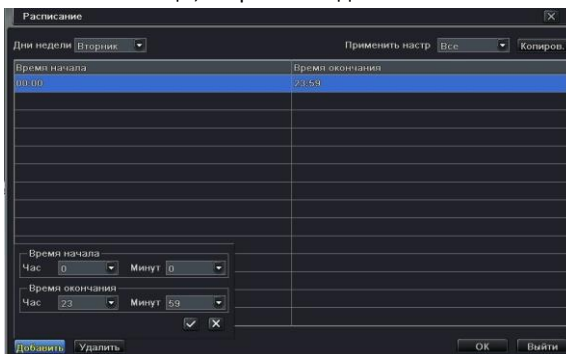 Расписание
Дни недели Вторник Применить настр Все Копиров.
Время начала Время окончания
00:00 23:59
Время начала
Час 0 Минут 0
Время окончания
Час 23 Минут 59
Добавить Удалить OK Выйти